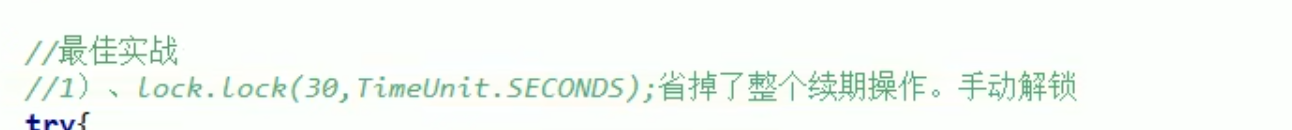 //最佳实战
//1）、lock.lock(30,TimeUnit.SECONDS);省掉了整个续期操作。手动解锁
try{